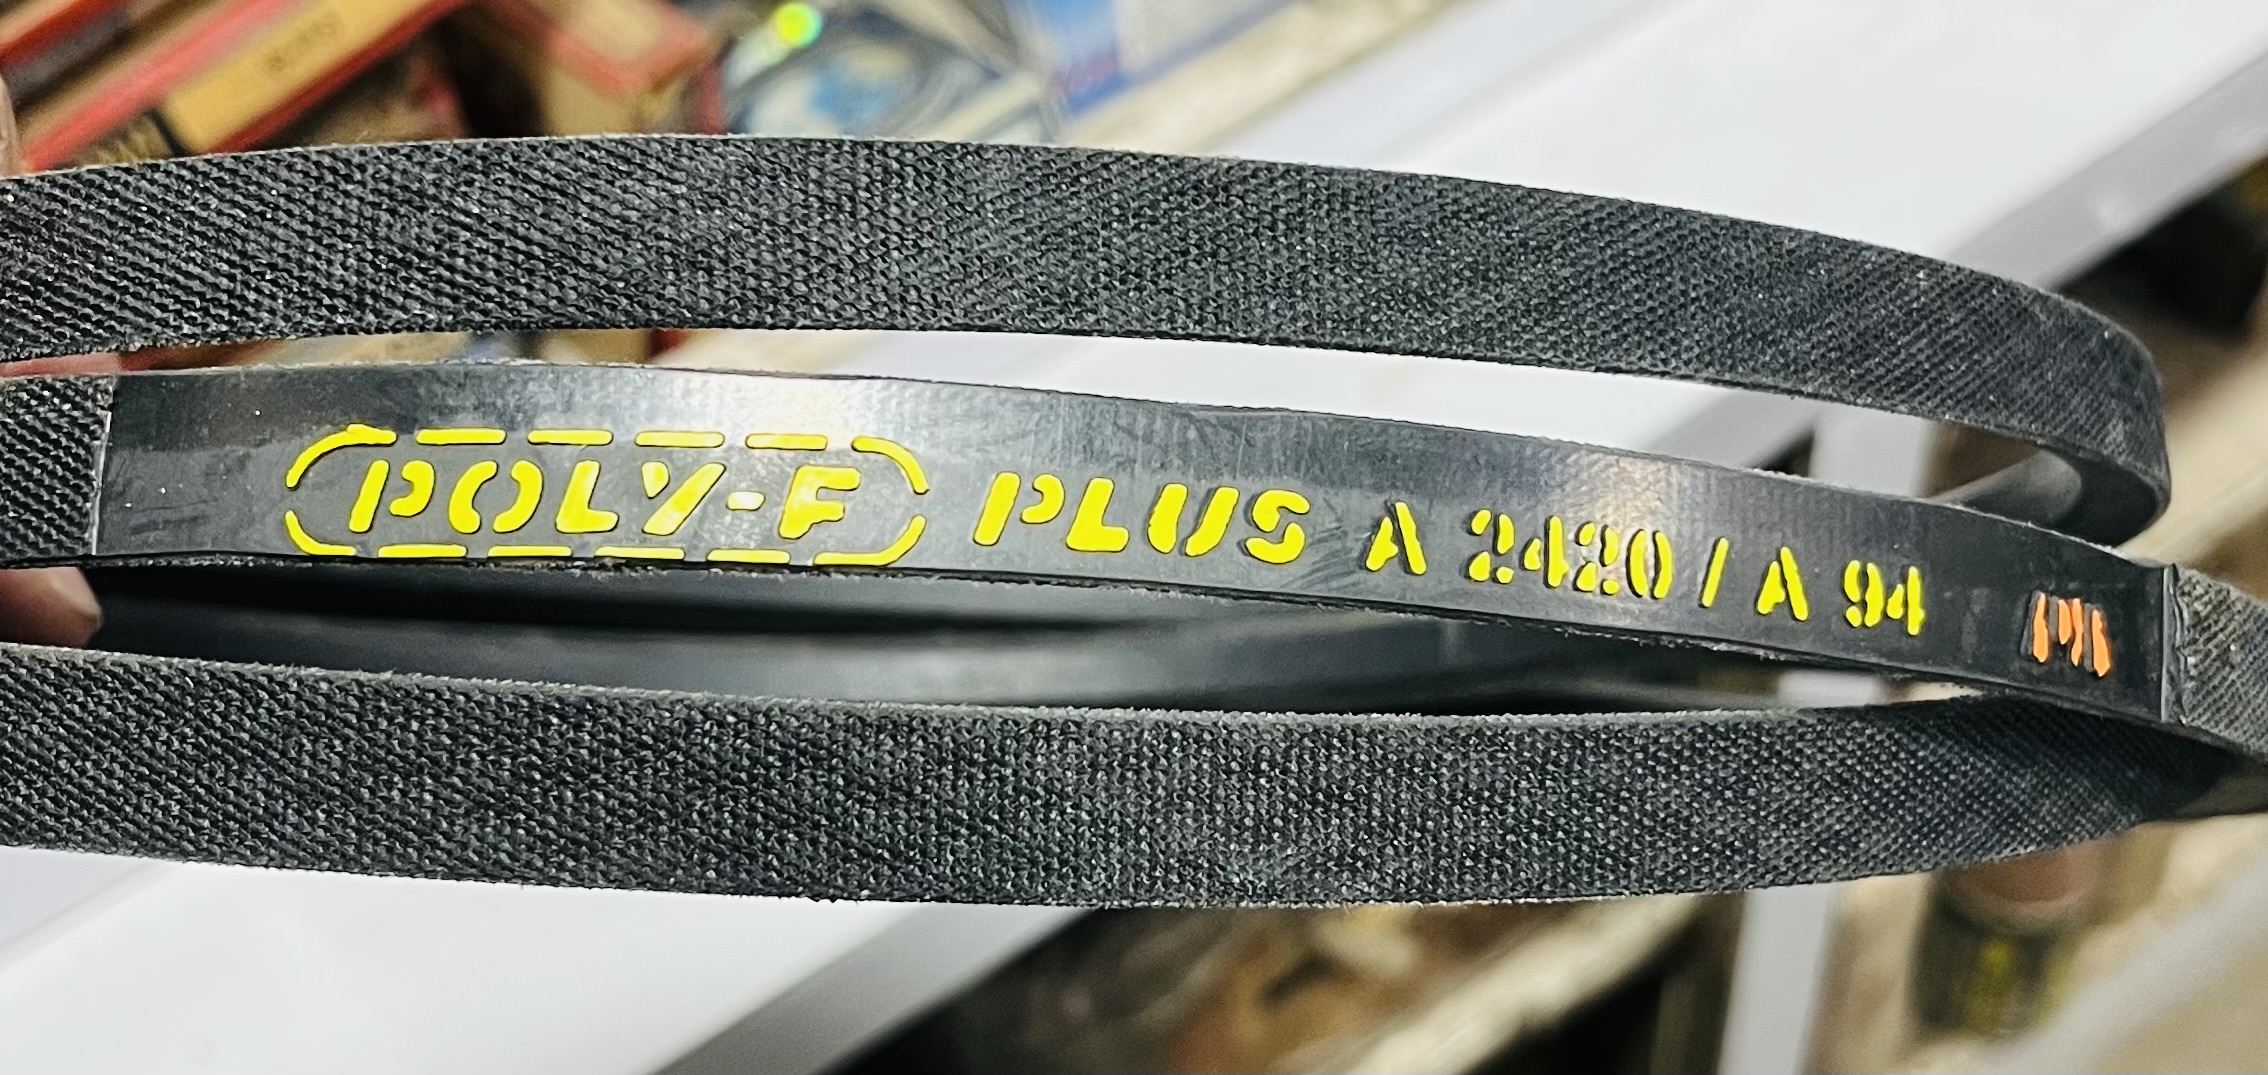 POLY-F PLUS A 2420 / A 94